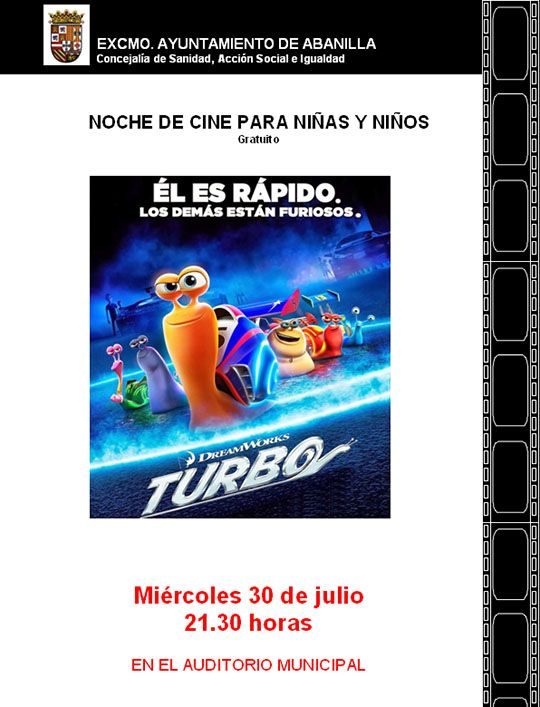 EXCMO. AYUNTAMIENTO DE ABANILLA
Concejalía de Sanidad, Acción Social e Igualdad
NOCHE DE CINE PARA NIÑAS Y NIÑOS
Gratuito
ÉL ES RÁPIDO.
LOS DEMÁS ESTÁN FURIOSOS.
DREAMWORKS
TURBO
Miércoles 30 de julio
21.30 horas
EN EL AUDITORIO MUNICIPAL